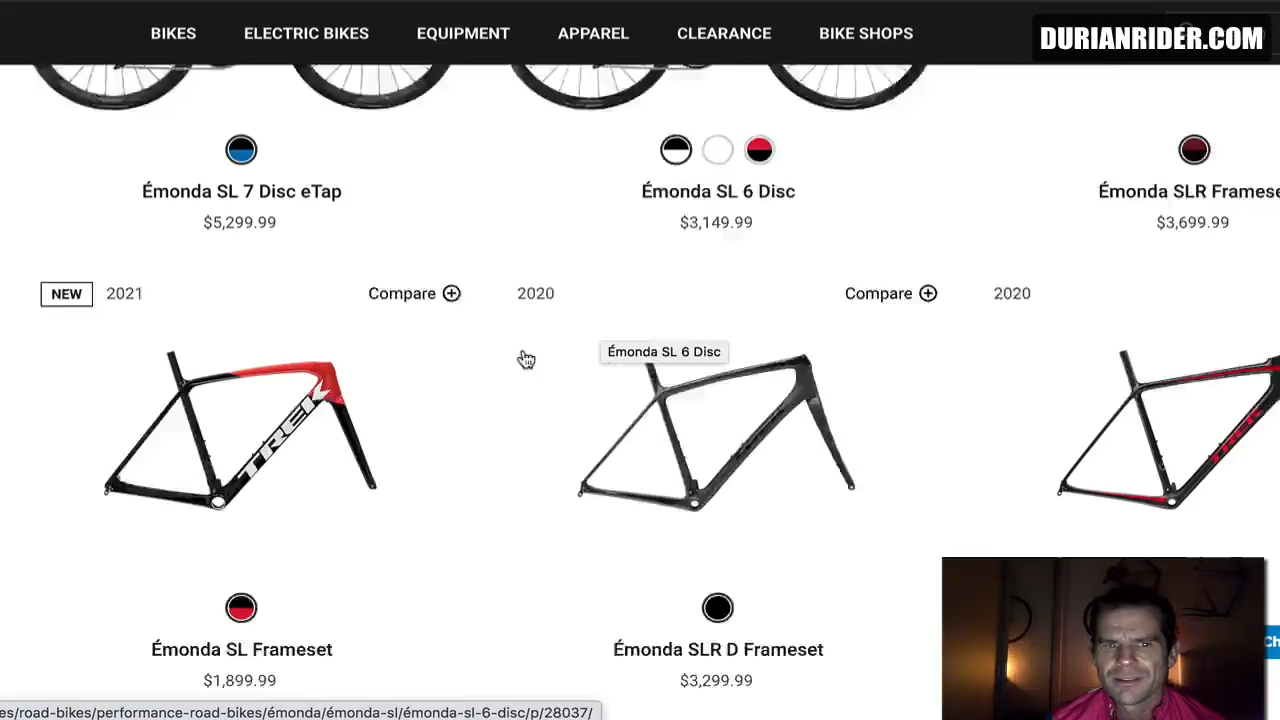 BIKES ELECTRIC BIKES EQUIPMENT APPAREL CLEARANCE BIKE SHOPS
DURIANRIDER.COM
Émonda SL 7 Disc eTap
$5,299.99
Émonda SL 6 Disc
$3,149.99
Émonda SLR Framese
$3,699.99
NEW 2021 Compare
2020 Compare
2020
Émonda SL 6 Disc
TREK
TREK
Émonda SL Frameset
$1,899.99
Émonda SLR D Frameset
$3,299.99
Ch
es/road-bikes/performance-road-bikes/émonda/émonda-sl/émonda-sl-6-disc/p/28037/